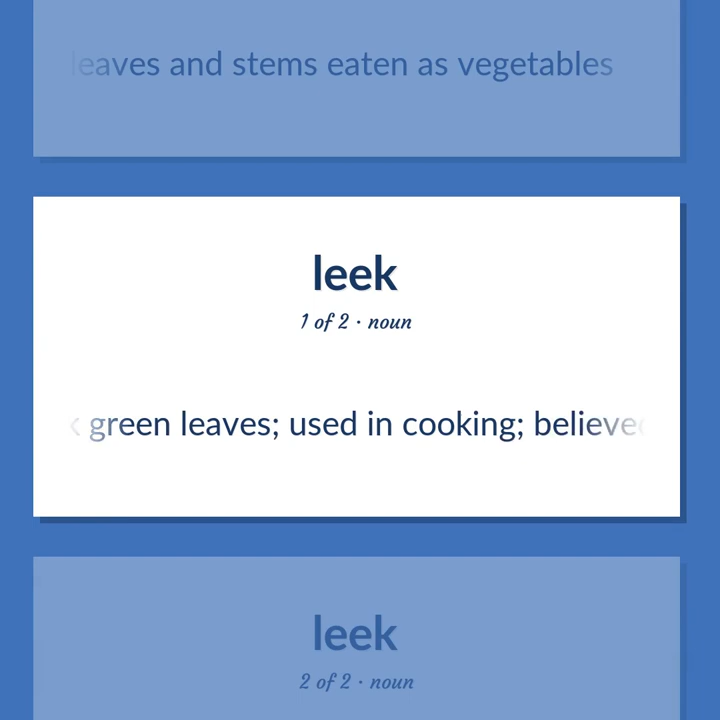 leaves and stems eaten as vegetables
leek
1 of 2 · noun
green leaves; used in cooking; believed
leek
2 of 2 · noun